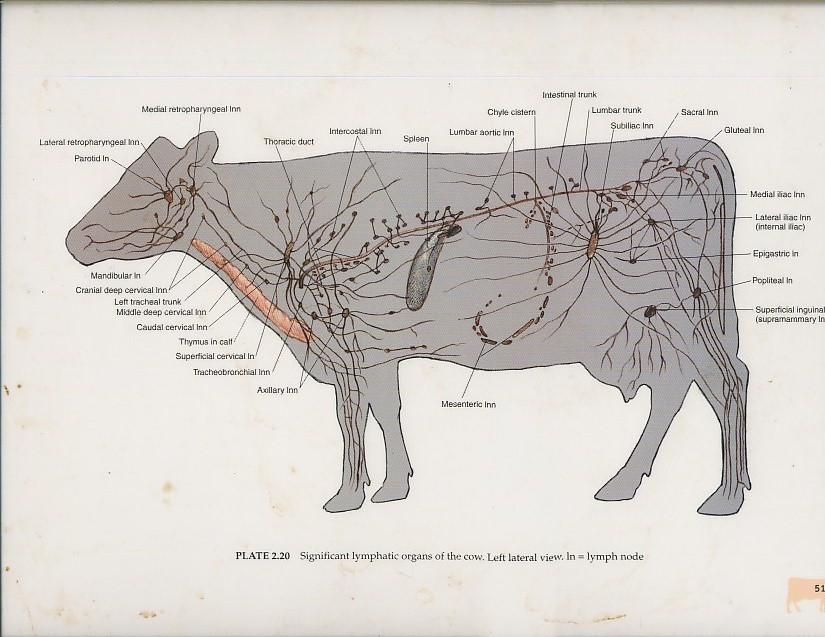 Medial retropharyngeal lnn
Lateral retropharyngeal lnn
Parotid ln
Thoracic duct
Intercostal lnn
Spleen
Lumbar aortic lnn
Chyle cistern
Intestinal trunk
Lumbar trunk
Subiliac lnn
Sacral lnn
Gluteal lnn
Medial iliac lnn
Lateral iliac lnn
(internal iliac)
Epigastric ln
Popliteal ln
Superficial inguinal
(supramammary ln
Mandibular ln
Cranial deep cervical lnn
Left tracheal trunk
Middle deep cervical lnn
Caudal cervical lnn
Thymus in calf
Superficial cervical ln
Tracheobronchial lnn
Axillary lnn
Mesenteric lnn
PLATE 2.20 Significant lymphatic organs of the cow. Left lateral view. ln = lymph node
51